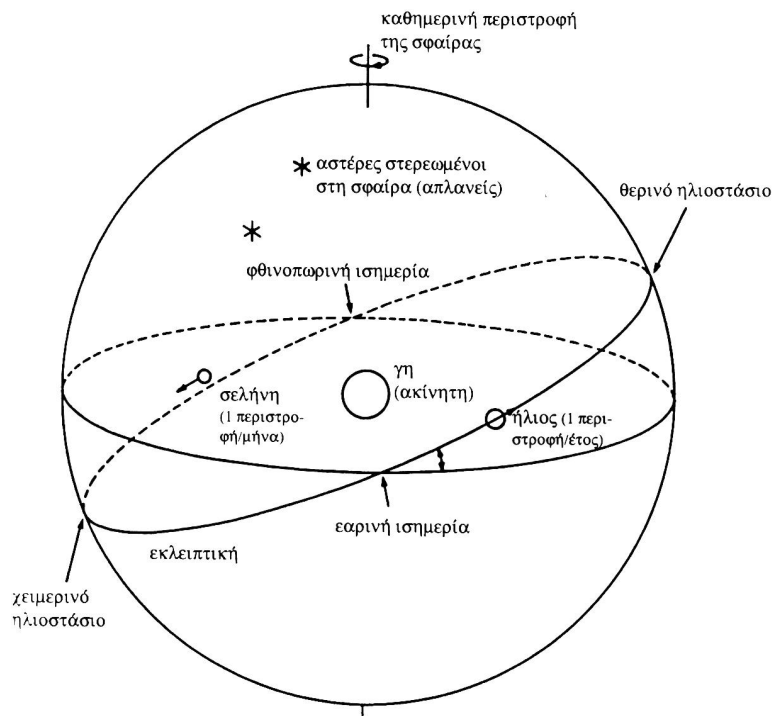 καθημερινή περιστροφή
της σφαίρας
αστέρες στερεωμένοι
στη σφαίρα (απλανείς)
θερινό ηλιοστάσιο
φθινοπωρινή ισημερία
γη
(ακίνητη)
σελήνη
(1 περιστρο-
φή/μήνα)
ήλιος (1 περι-
στροφή/έτος)
εαρινή ισημερία
εκλειπτική
χειμερινό
ηλιοστάσιο